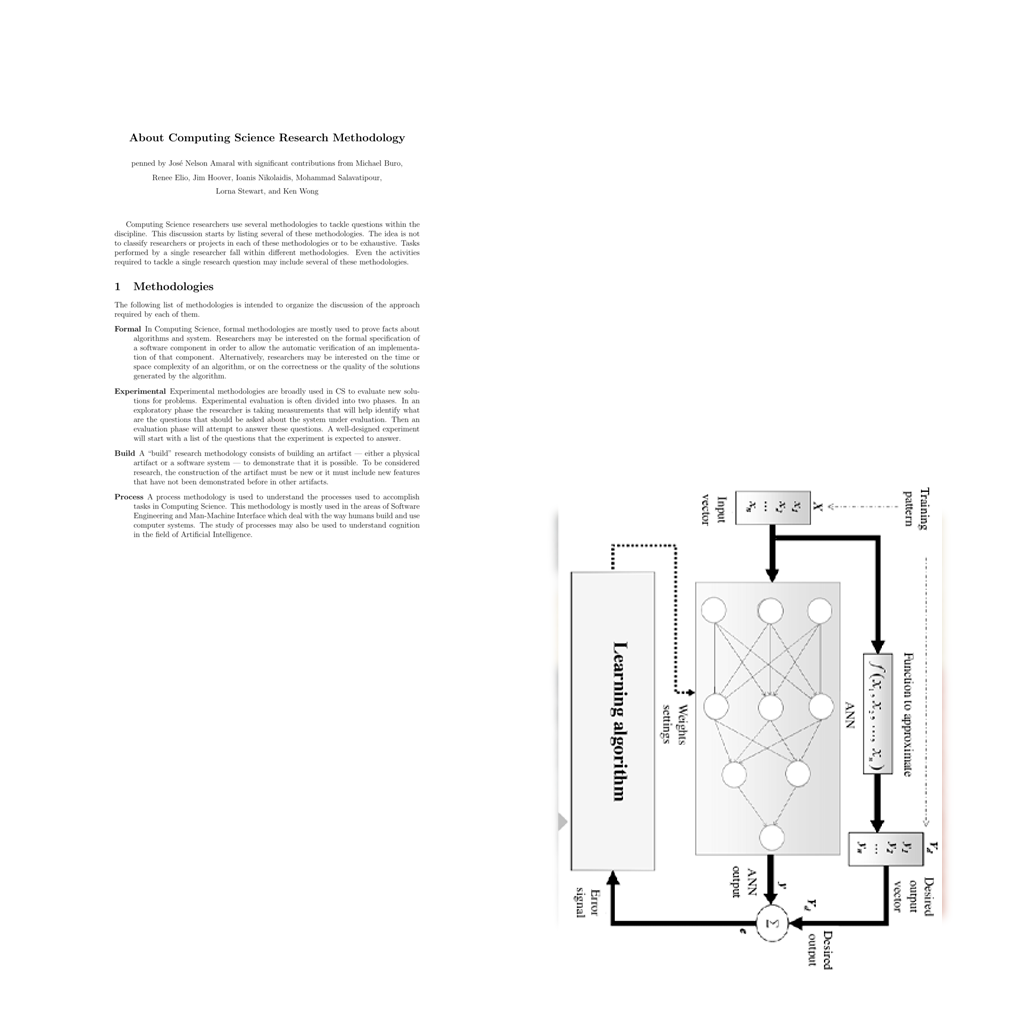 About Computing Science Research Methodology
penned by José Nelson Amaral with significant contributions from Michael Buro,
Renee Elio, Jim Hoover, Ioanis Nikolaidis, Mohammad Salavatipour,
Lorna Stewart, and Ken Wong
Computing Science researchers use several methodologies to tackle questions within the
discipline. This discussion starts by listing several of these methodologies. The idea is not
to classify researchers or projects in each of these methodologies or to be exhaustive. Tasks
performed by a single researcher fall within different methodologies. Even the activities
required to tackle a single research question may include several of these methodologies.
1 Methodologies
The following list of methodologies is intended to organize the discussion of the approach
required by each of them.
Formal In Computing Science, formal methodologies are mostly used to prove facts about
algorithms and system. Researchers may be interested on the formal specification of
a software component in order to allow the automatic verification of an implementa-
tion of that component. Alternatively, researchers may be interested on the time or
space complexity of an algorithm, or on the correctness or the quality of the solutions
generated by the algorithm.
Experimental Experimental methodologies are broadly used in CS to evaluate new solu-
tions for problems. Experimental evaluation is often divided into two phases. In an
exploratory phase the researcher is taking measurements that will help identify what
are the questions that should be asked about the system under evaluation. Then an
evaluation phase will attempt to answer these questions. A well-designed experiment
will start with a list of the questions that the experiment is expected to answer.
Build A “build” research methodology consists of building an artifact — either a physical
artifact or a software system — to demonstrate that it is possible. To be considered
research, the construction of the artifact must be new or it must include new features
that have not been demonstrated before in other artifacts.
Process A process methodology is used to understand the processes used to accomplish
tasks in Computing Science. This methodology is mostly used in the areas of Software
Engineering and Man-Machine Interface which deal with the way humans build and use
computer systems. The study of processes may also be used to understand cognition
in the field of Artificial Intelligence.
Training
pattern
X
x1
x2
...
xn
Input
vector
Function to approximate
f(x1, x2, ..., xn)
Yd
y1
y2
...
yn
Desired
output
vector
ANN
Weights
settings
Learning algorithm
y
ANN
output
Yd
Desired
output
Σ
e
Error
signal